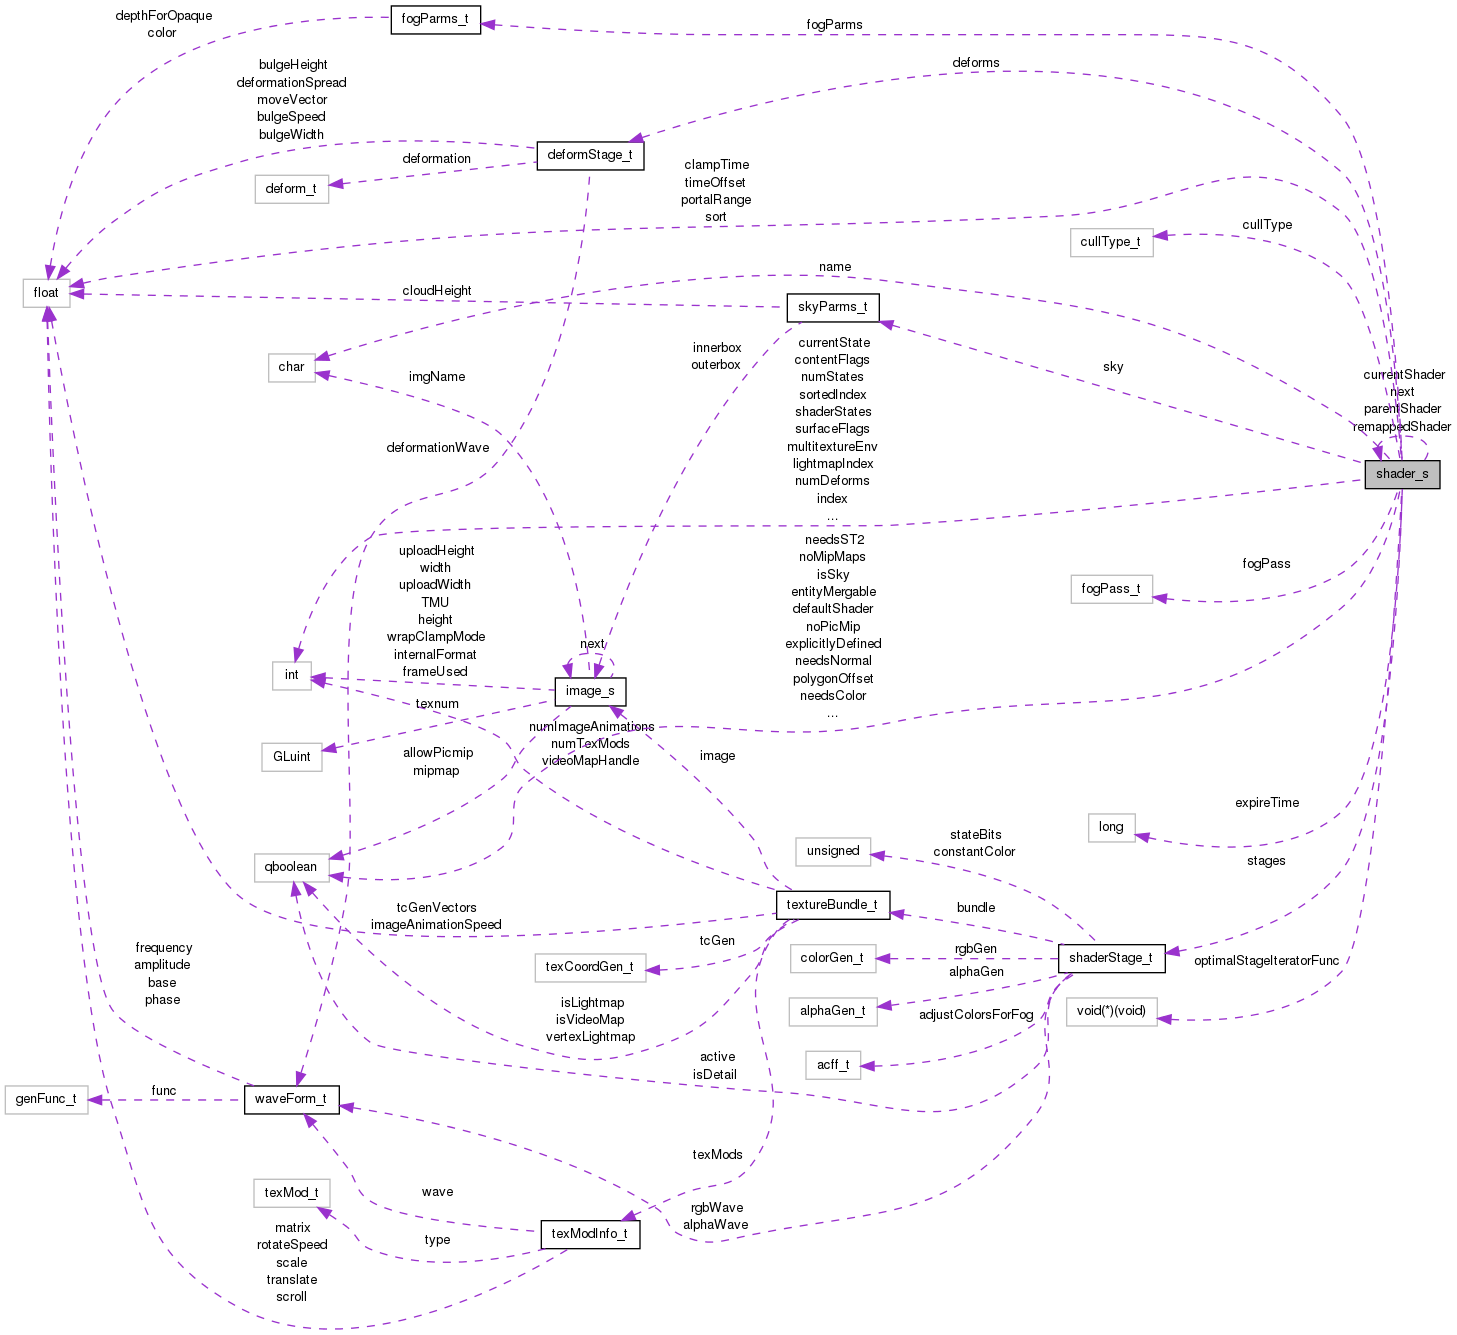 depthForOpaque
color
fogParms_t
fogParms
deforms
bulgeHeight
deformationSpread
moveVector
bulgeSpeed
bulgeWidth
deformStage_t
deformation
deform_t
clampTime
timeOffset
portalRange
sort
cullType
cullType_t
name
float
cloudHeight
skyParms_t
char
imgName
innerbox
outerbox
currentState
contentFlags
numStates
sortedIndex
shaderStates
surfaceFlags
multitextureEnv
lightmapIndex
numDeforms
index
...
sky
currentShader
next
parentShader
remappedShader
shader_s
deformationWave
needsST2
noMipMaps
isSky
entityMergable
defaultShader
noPicMip
explicitlyDefined
needsNormal
polygonOffset
needsColor
...
fogPass
fogPass_t
uploadHeight
width
uploadWidth
TMU
height
wrapClampMode
internalFormat
frameUsed
int
next
image_s
texnum
GLuint
numImageAnimations
numTexMods
videoMapHandle
allowPicmip
mipmap
image
expireTime
long
stateBits
constantColor
unsigned
stages
qboolean
textureBundle_t
tcGenVectors
imageAnimationSpeed
bundle
tcGen
texCoordGen_t
rgbGen
colorGen_t
shaderStage_t
optimalStageIteratorFunc
alphaGen
alphaGen_t
void(*)(void)
frequency
amplitude
base
phase
isLightmap
isVideoMap
vertexLightmap
adjustColorsForFog
acff_t
active
isDetail
genFunc_t
func
waveForm_t
texMods
texMod_t
wave
rgbWave
alphaWave
texModInfo_t
type
matrix
rotateSpeed
scale
translate
scroll